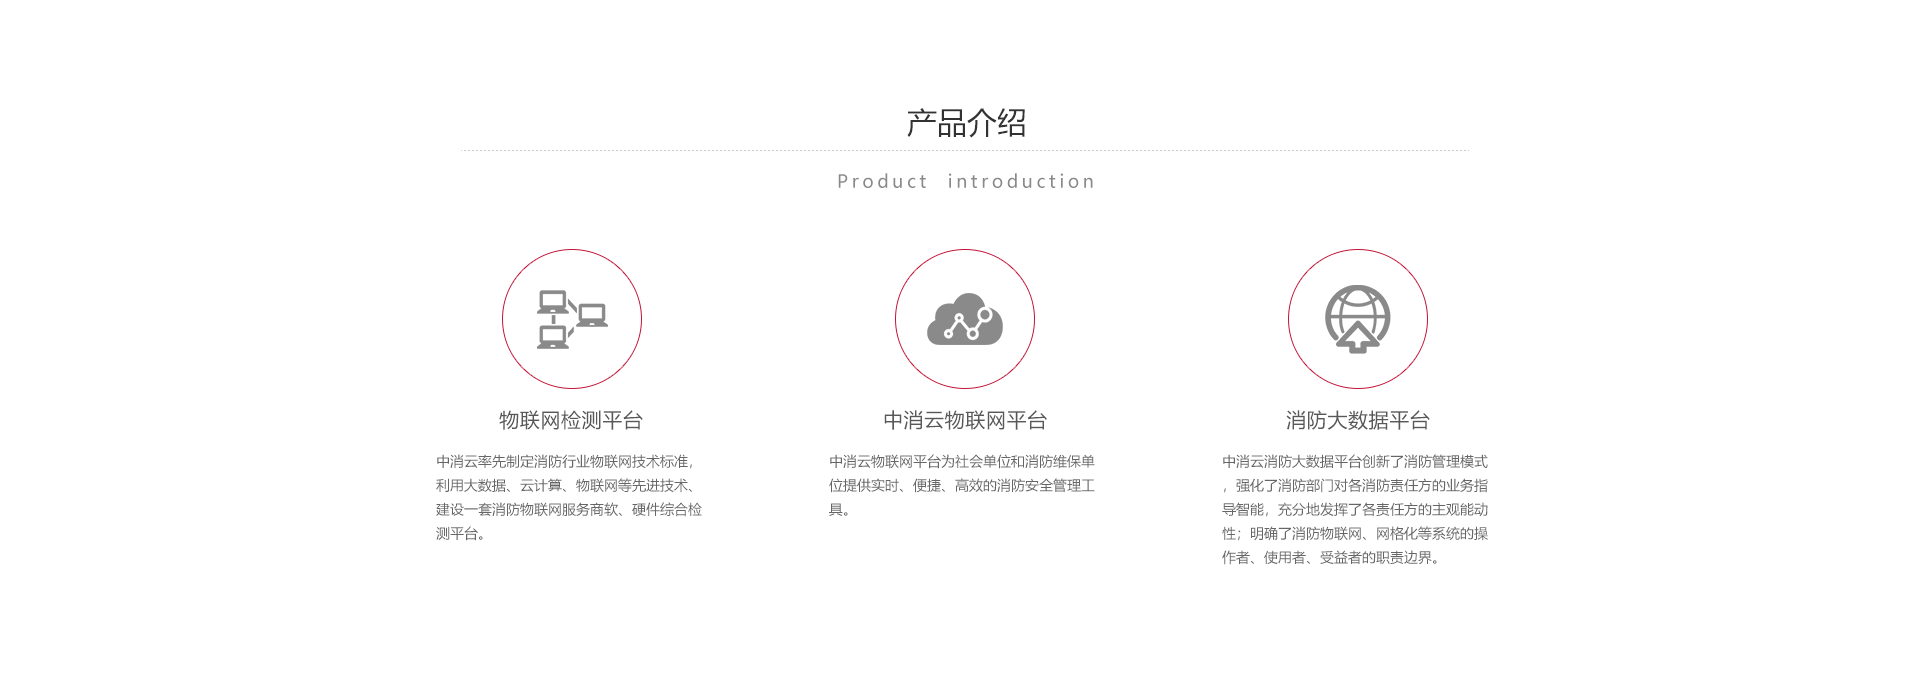 产品介绍
Product introduction
物联网检测平台
中消云率先制定消防行业物联网技术标准，
利用大数据、云计算、物联网等先进技术、
建设一套消防物联网服务商软、硬件综合检
测平台。
中消云物联网平台
中消云物联网平台为社会单位和消防维保单
位提供实时、便捷、高效的消防安全管理工
具。
消防大数据平台
中消云消防大数据平台创新了消防管理模式
，强化了消防部门对各消防责任方的业务指
导智能，充分地发挥了各责任方的主观能动
性；明确了消防物联网、网格化等系统的操
作者、使用者、受益者的职责边界。